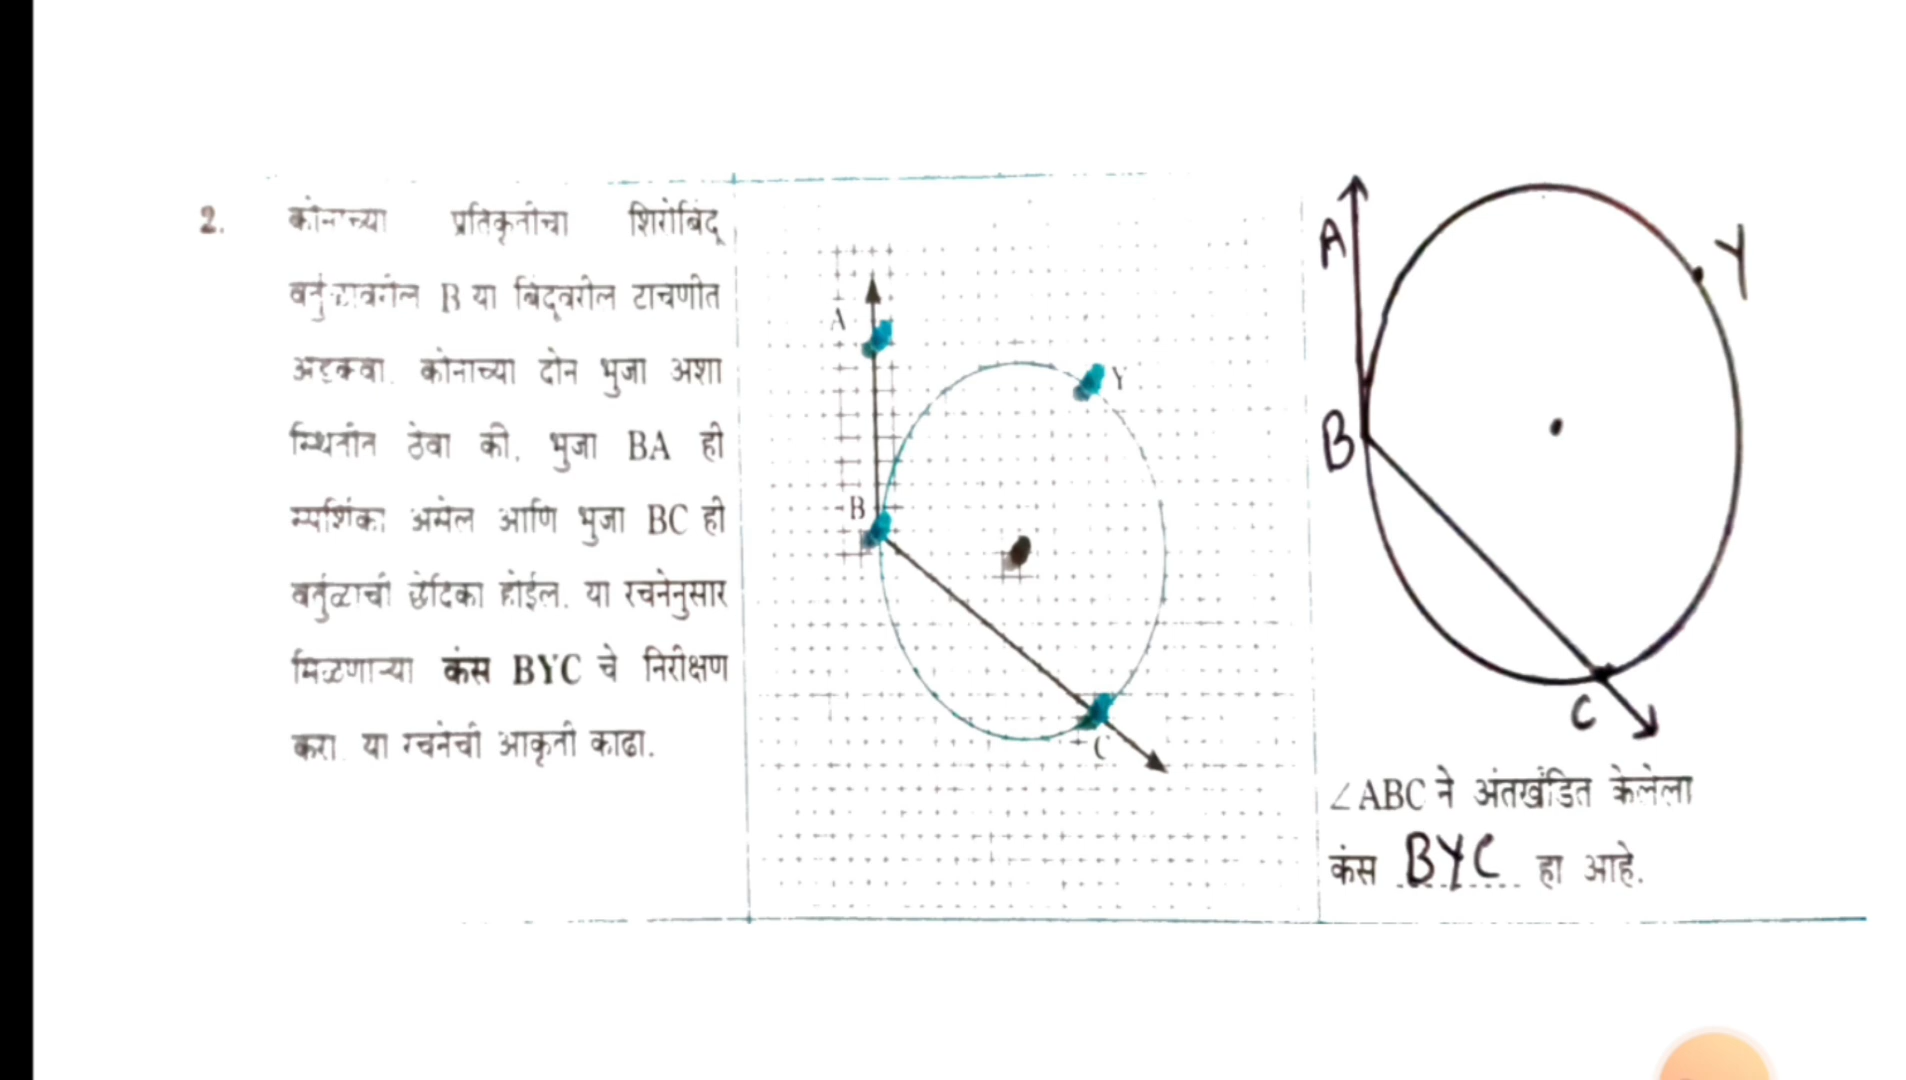 2. कोनाच्या प्रतिकृतीचा शिरोबिंदू
वर्तुळावरील B या बिंदूवरील टाचणीत
अडकवा. कोनाच्या दोन भुजा अशा
स्थितीत ठेवा की, भुजा BA ही
स्पर्शिका असेल आणि भुजा BC ही
वर्तुळाची छेदिका होईल. या रचनेनुसार
मिळणाऱ्या कंस BYC चे निरीक्षण
करा. या रचनेची आकृती काढा.
A
Y
B
C
A
Y
B
C
∠ABC ने अंतखंडित केलेला
कंस BYC हा आहे.